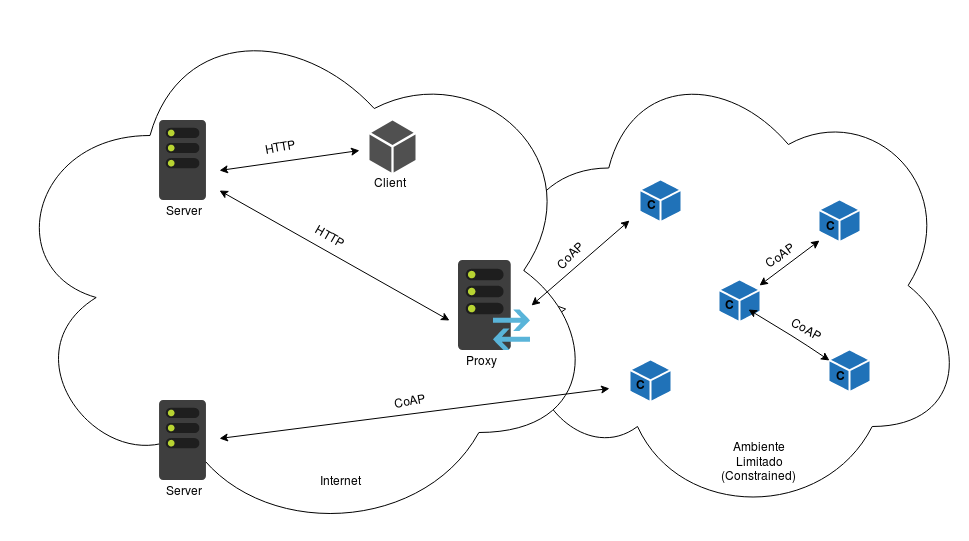 HTTP
Client
Server
HTTP
CoAP
C
C
CoAP
C
CoAP
C
Proxy
C
CoAP
Server
Internet
Ambiente
Limitado
(Constrained)